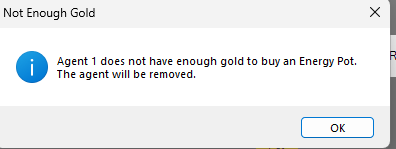 Not Enough Gold
Agent 1 does not have enough gold to buy an Energy Pot.
The agent will be removed.
OK